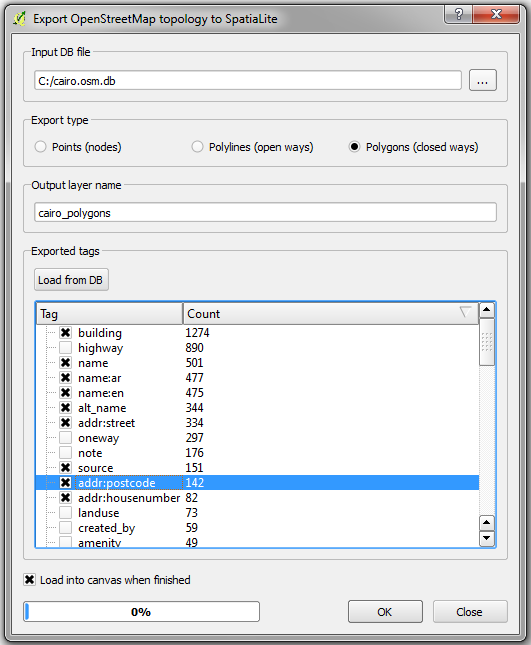 Export OpenStreetMap topology to SpatiaLite
Input DB file
C:/cairo.osm.db
...
Export type
Points (nodes) Polylines (open ways) Polygons (closed ways)
Output layer name
cairo_polygons
Exported tags
Load from DB
Tag Count
building 1274
highway 890
name 501
name:ar 477
name:en 475
alt_name 344
addr:street 334
oneway 297
note 176
source 151
addr:postcode 142
addr:housenumber 82
landuse 73
created_by 59
amenity 49
Load into canvas when finished
0% OK Close